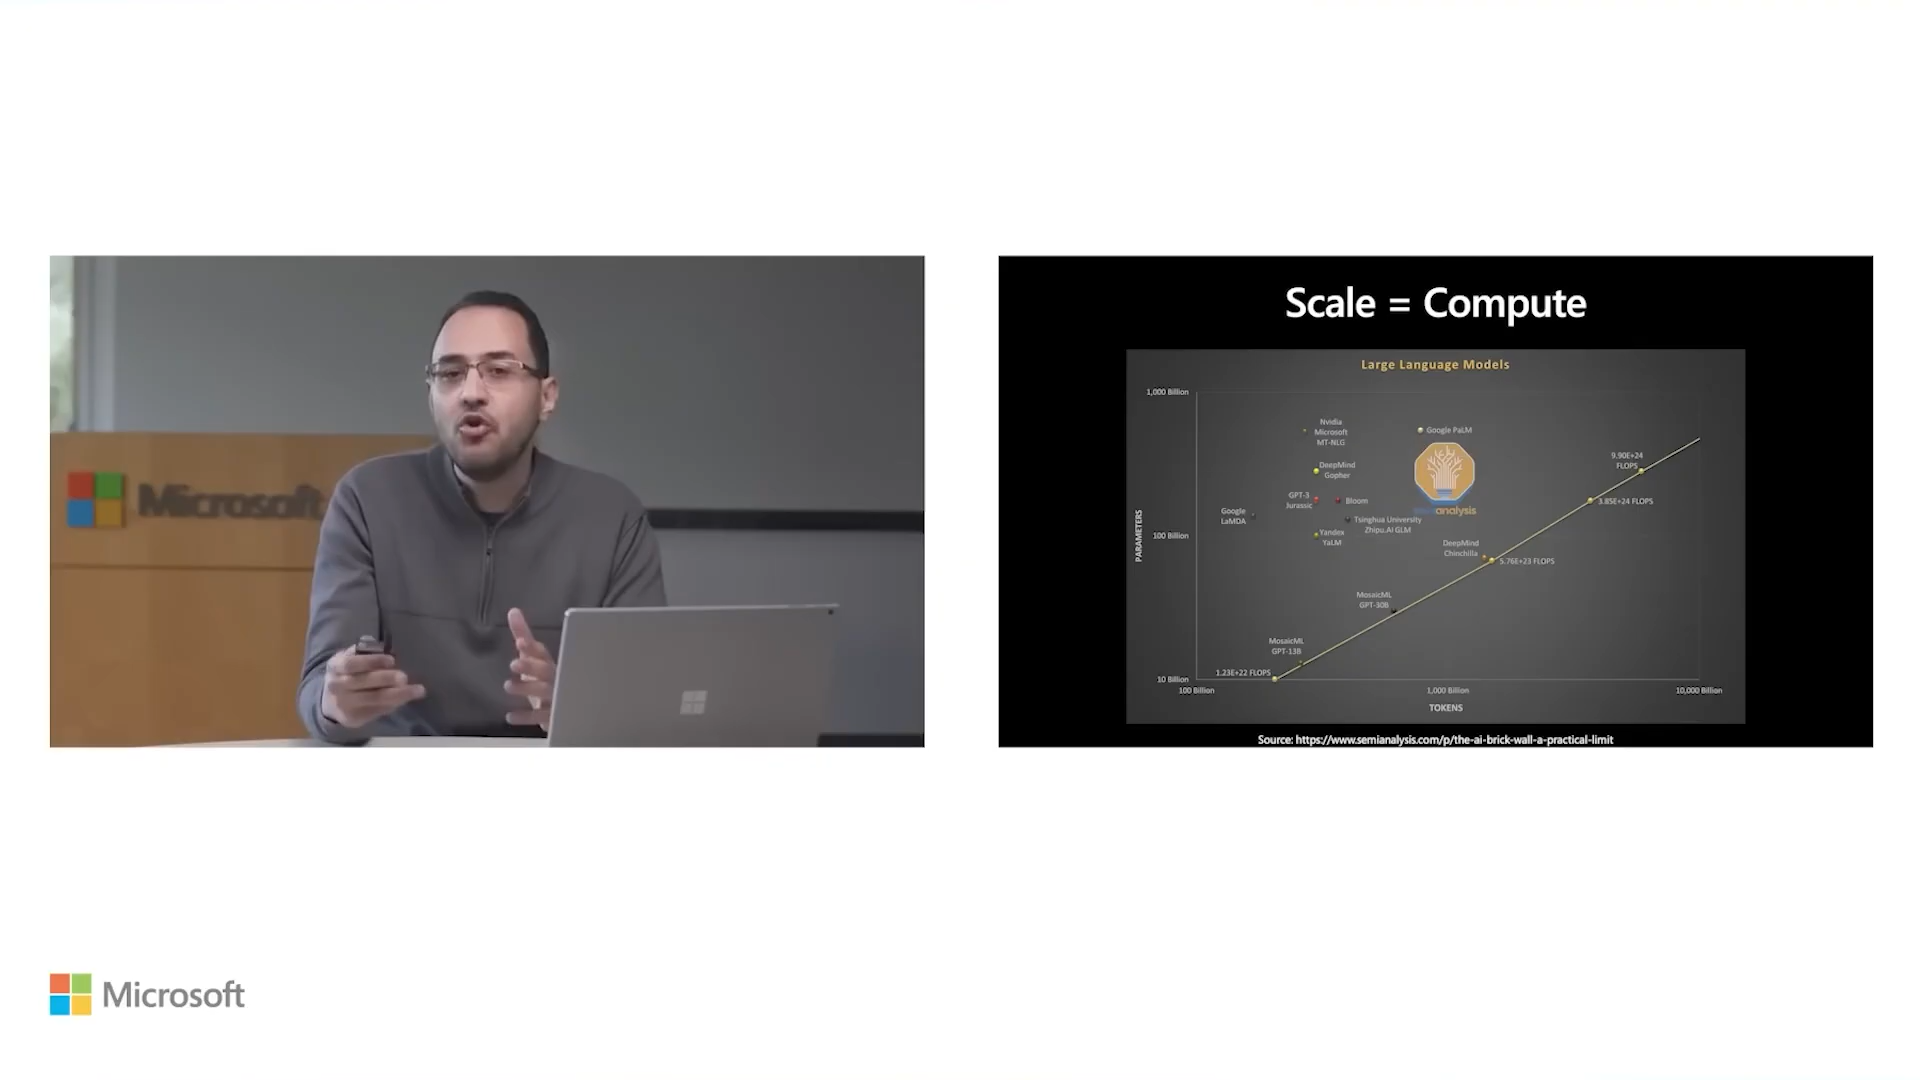 Microsoft
Scale = Compute
Large Language Models
1,000 Billion
Nvidia
Microsoft
MT-NLG
Google PaLM
DeepMind
Gopher
9.90E+24
FLOPS
GPT-3
Jurassic
Bloom
3.85E+24 FLOPS
analysis
Google
LaMDA
Tsinghua University
Zhipu.AI GLM
PARAMETERS
100 Billion
Yandex
YaLM
DeepMind
Chinchilla
5.76E+23 FLOPS
MosaicML
GPT-30B
MosaicML
GPT-13B
1.23E+22 FLOPS
10 Billion
100 Billion
1,000 Billion
10,000 Billion
TOKENS
Source: https://www.semianalysis.com/p/the-ai-brick-wall-a-practical-limit
Microsoft